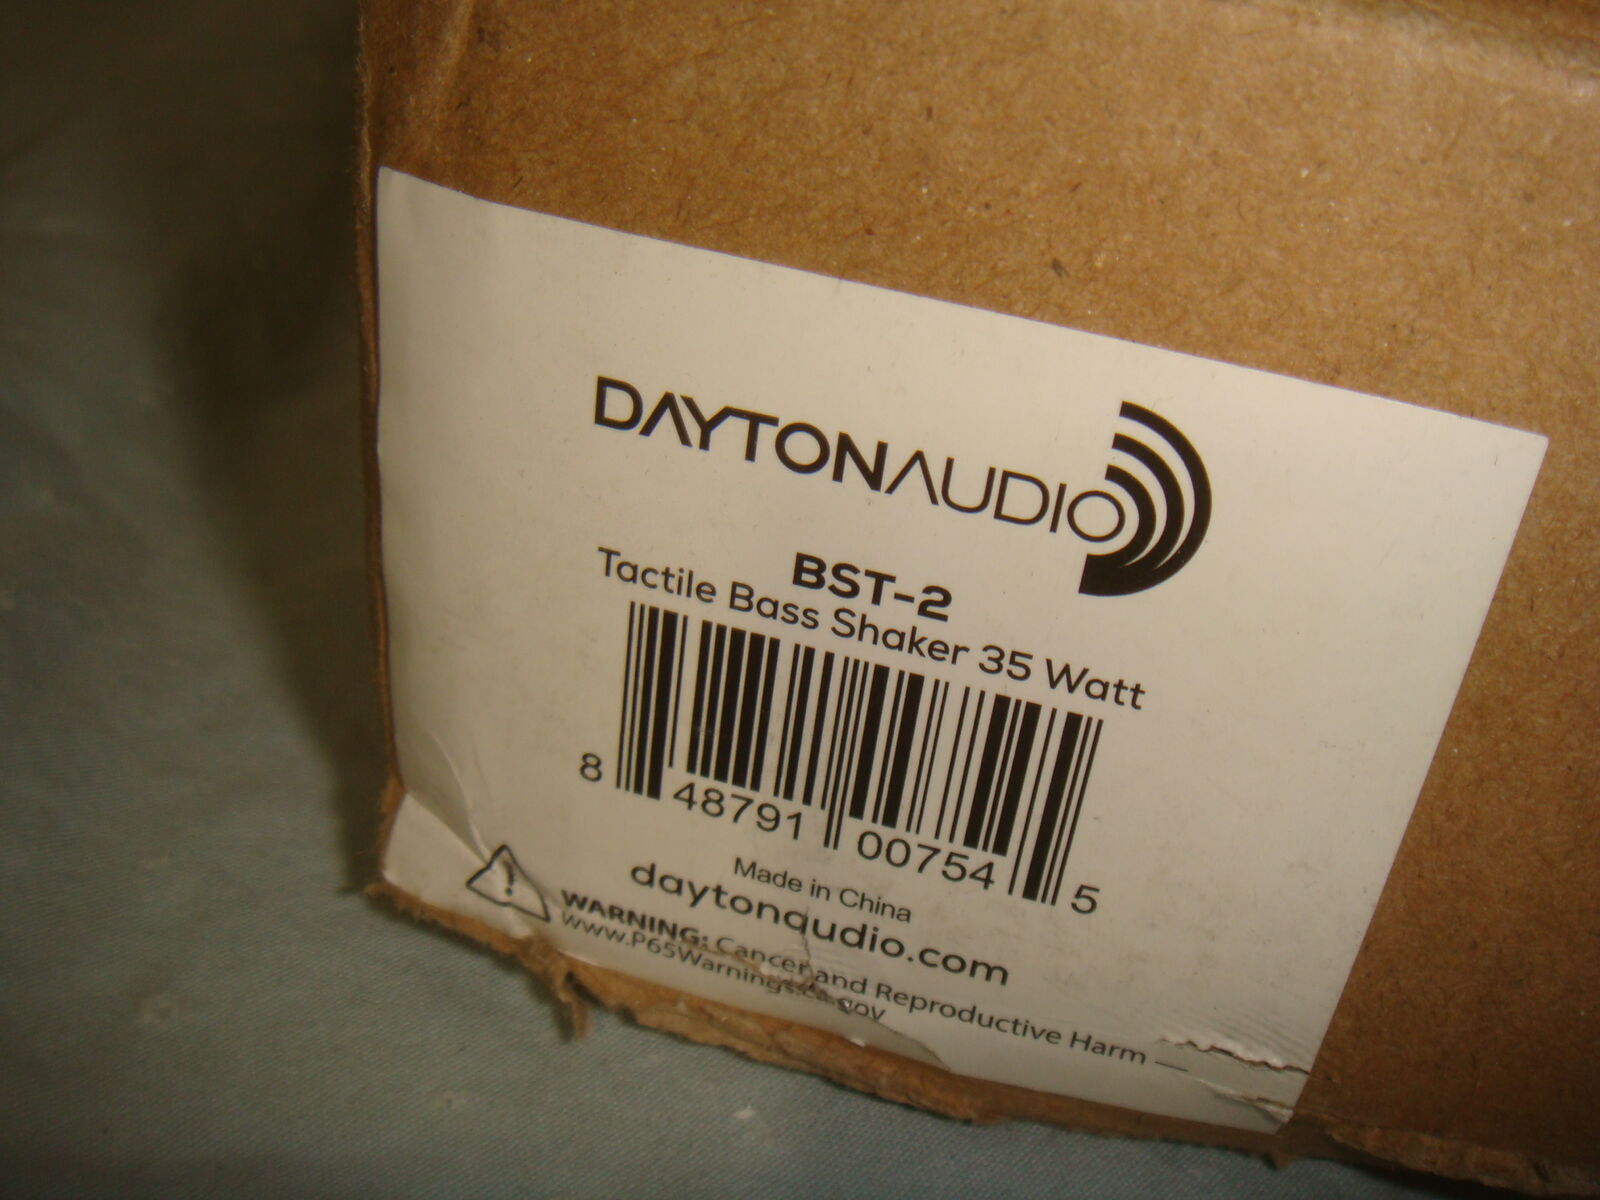 DAYTONAUDIO
BST-2
Tactile Bass Shaker 35 Watt
8 48791 00754 5
Made in China
daytonaudio.com
WARNING: Cancer and Reproductive Harm —
www.P65Warnings.ca.gov